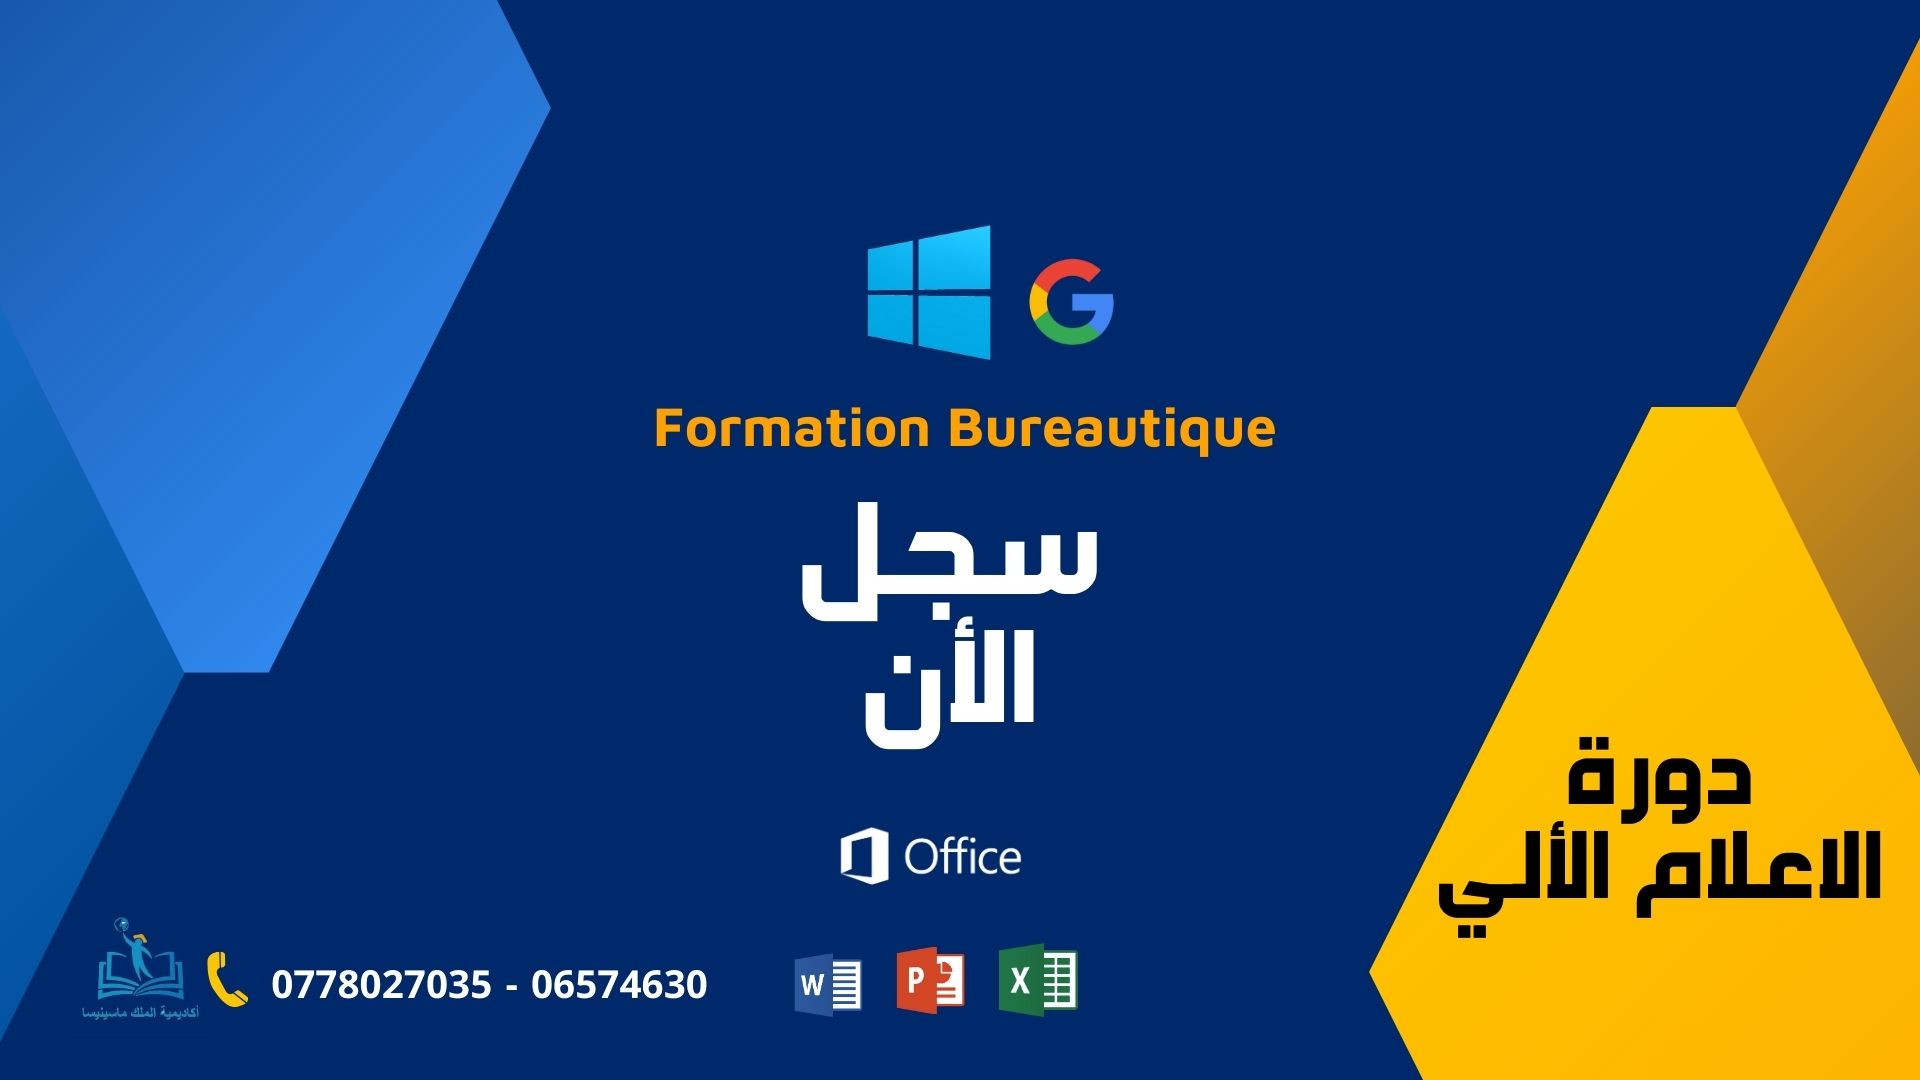 Formation Bureautique
سجل
الأن
Office
دورة
الاعلام الألي
0778027035 - 06574630
W
P
X
أكاديمية الملك ماسينيسا